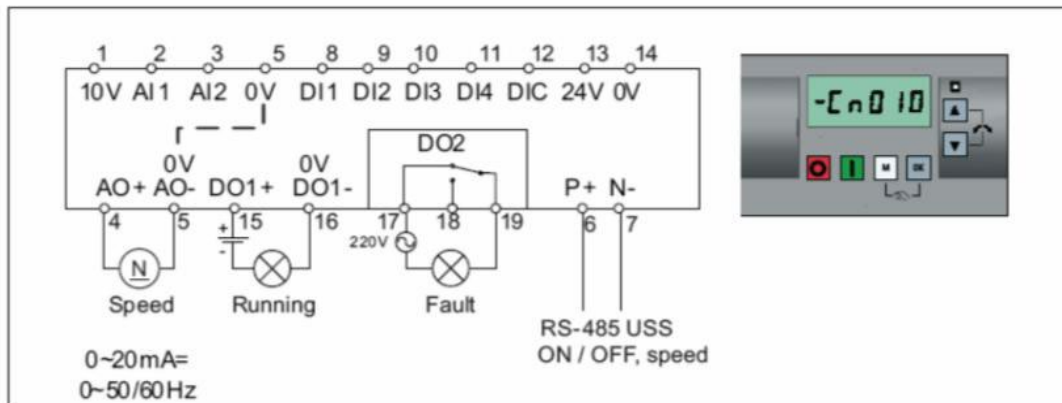 1 2 3 5 8 9 10 11 12 13 14
10V AI1 AI2 0V DI1 DI2 DI3 DI4 DIC 24V 0V
-Cn010
DO2
0V 0V
AO+ AO- DO1+ DO1- P+ N-
4 5 15 16 17 18 19 6 7
+
-
220V
N
M OK
Speed Running Fault
RS-485 USS
ON / OFF, speed
0~20mA=
0~50/60Hz